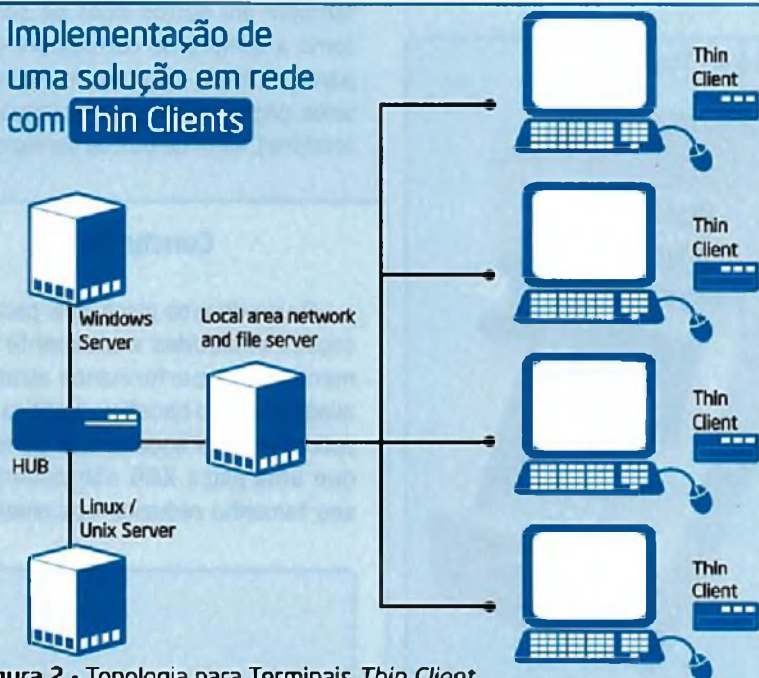 Implementação de
uma solução em rede
com Thin Clients
Thin
Client
Windows
Server
Local area network
and file server
Thin
Client
HUB
Linux /
Unix Server
Thin
Client
Thin
Client
gura 2 - Topologia para Terminais Thin Client